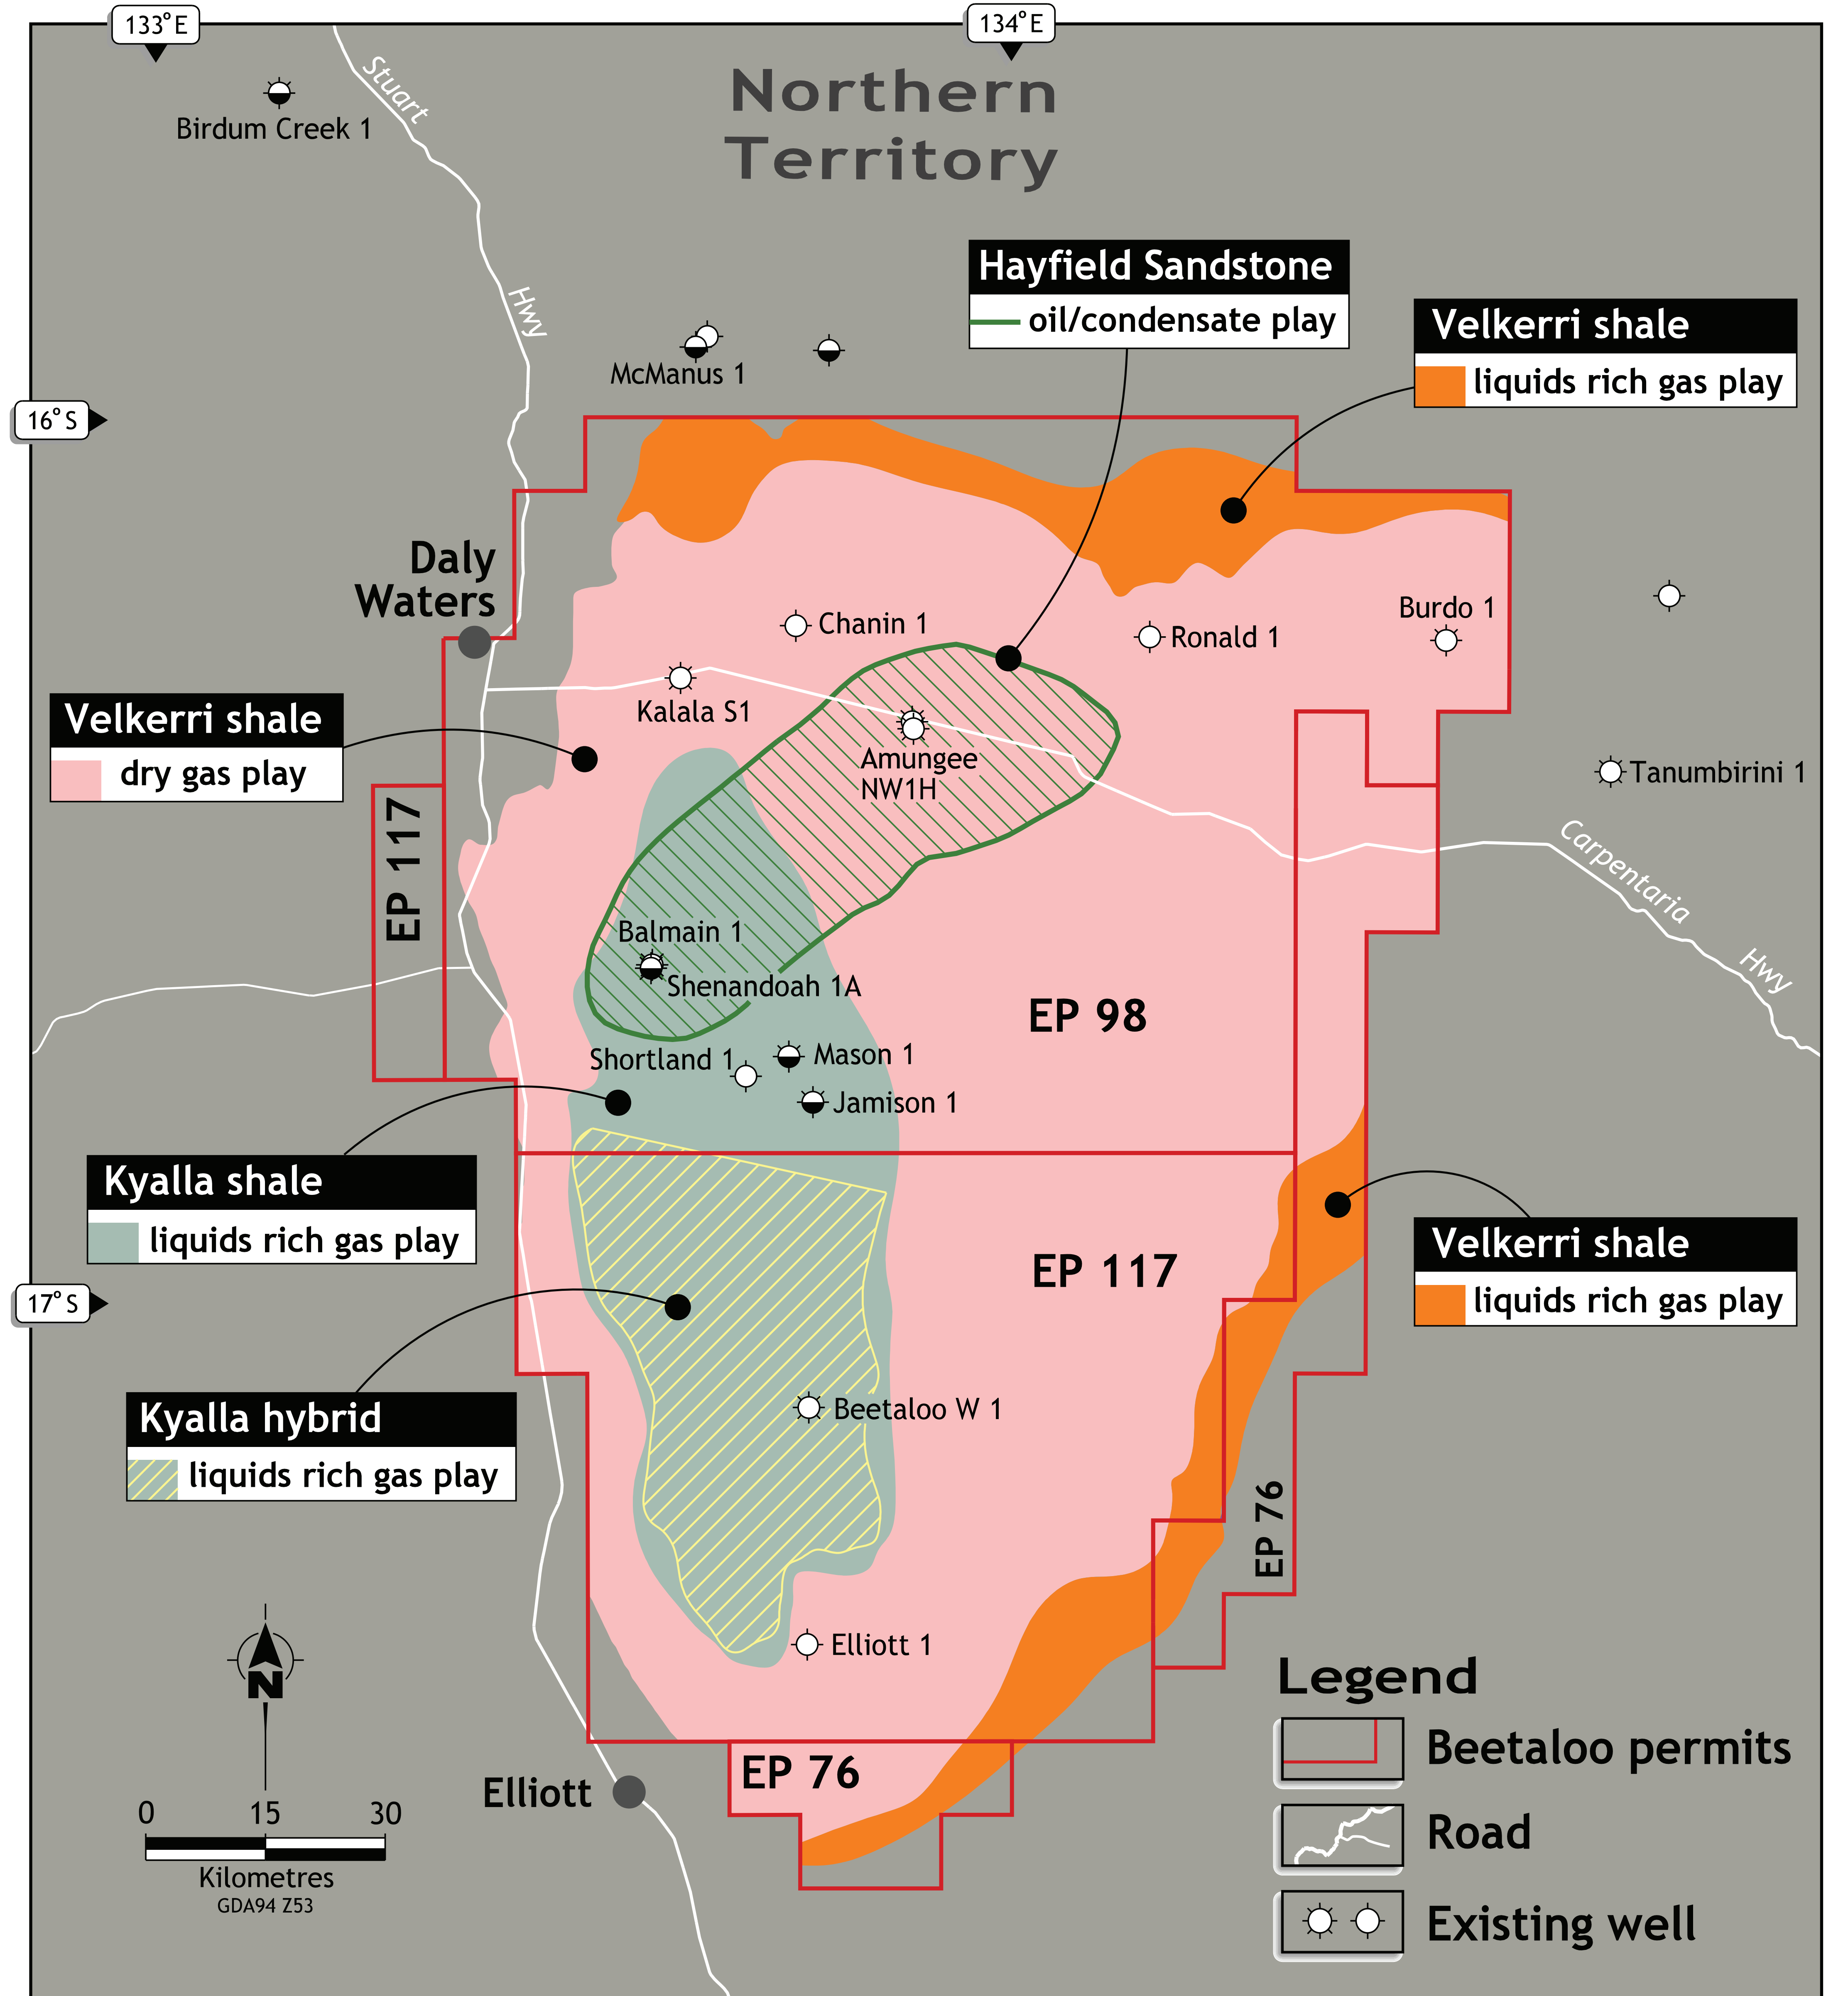 133°E
134°E
Northern
Territory
Stuart
Hwy
Birdum Creek 1
Hayfield Sandstone
oil/condensate play
Velkerri shale
liquids rich gas play
McManus 1
16°S
Daly
Waters
Chanin 1
Ronald 1
Burdo 1
Kalala S1
Velkerri shale
dry gas play
Amungee
NW1H
Tanumbirini 1
EP 117
Carpentaria
Hwy
Balmain 1
Shenandoah 1A
EP 98
Shortland 1
Mason 1
Jamison 1
Kyalla shale
liquids rich gas play
EP 117
Velkerri shale
liquids rich gas play
17°S
Kyalla hybrid
liquids rich gas play
Beetaloo W 1
EP 76
Elliott 1
N
EP 76
Elliott
0 15 30
Kilometres
GDA94 Z53
Legend
Beetaloo permits
Road
Existing well